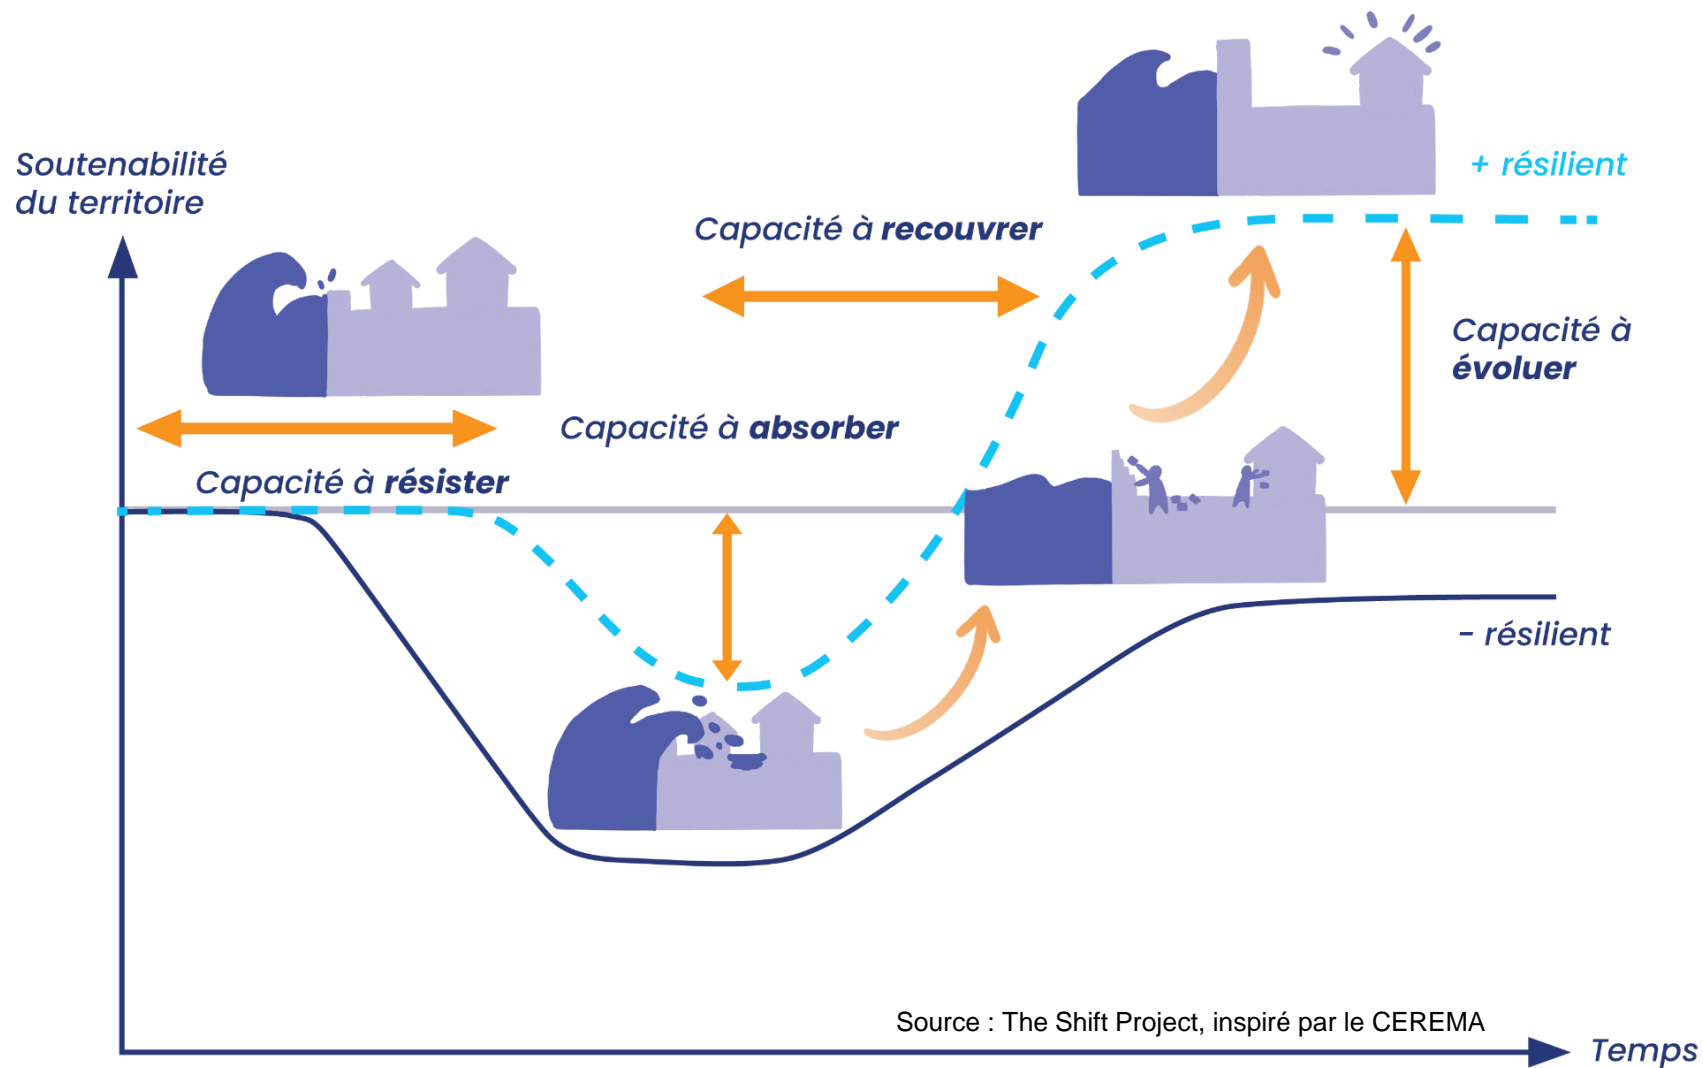 Soutenabilité
du territoire
+ résilient
Capacité à recouvrer
Capacité à
évoluer
Capacité à absorber
Capacité à résister
- résilient
Source : The Shift Project, inspiré par le CEREMA
Temps